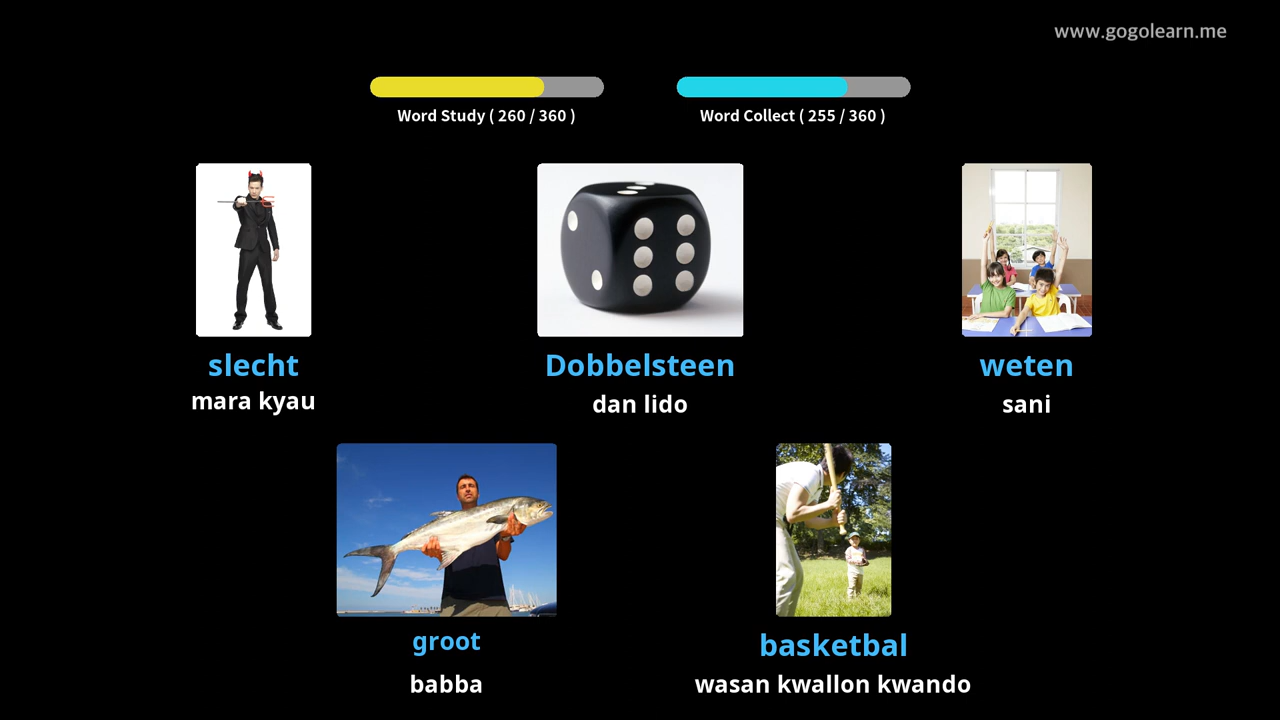 www.gogolearn.me
Word Study ( 260 / 360 )
Word Collect ( 255 / 360 )
slecht
mara kyau
Dobbelsteen
dan lido
weten
sani
groot
babba
basketbal
wasan kwallon kwando